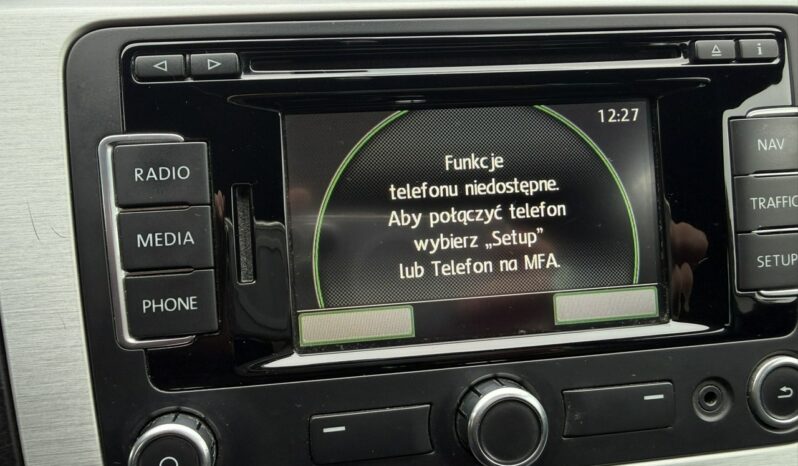 12:27
Funkcje
telefonu niedostępne.
Aby połączyć telefon
wybierz „Setup”
lub Telefon na MFA.
RADIO
MEDIA
PHONE
NAV
TRAFFIC
SETUP
i